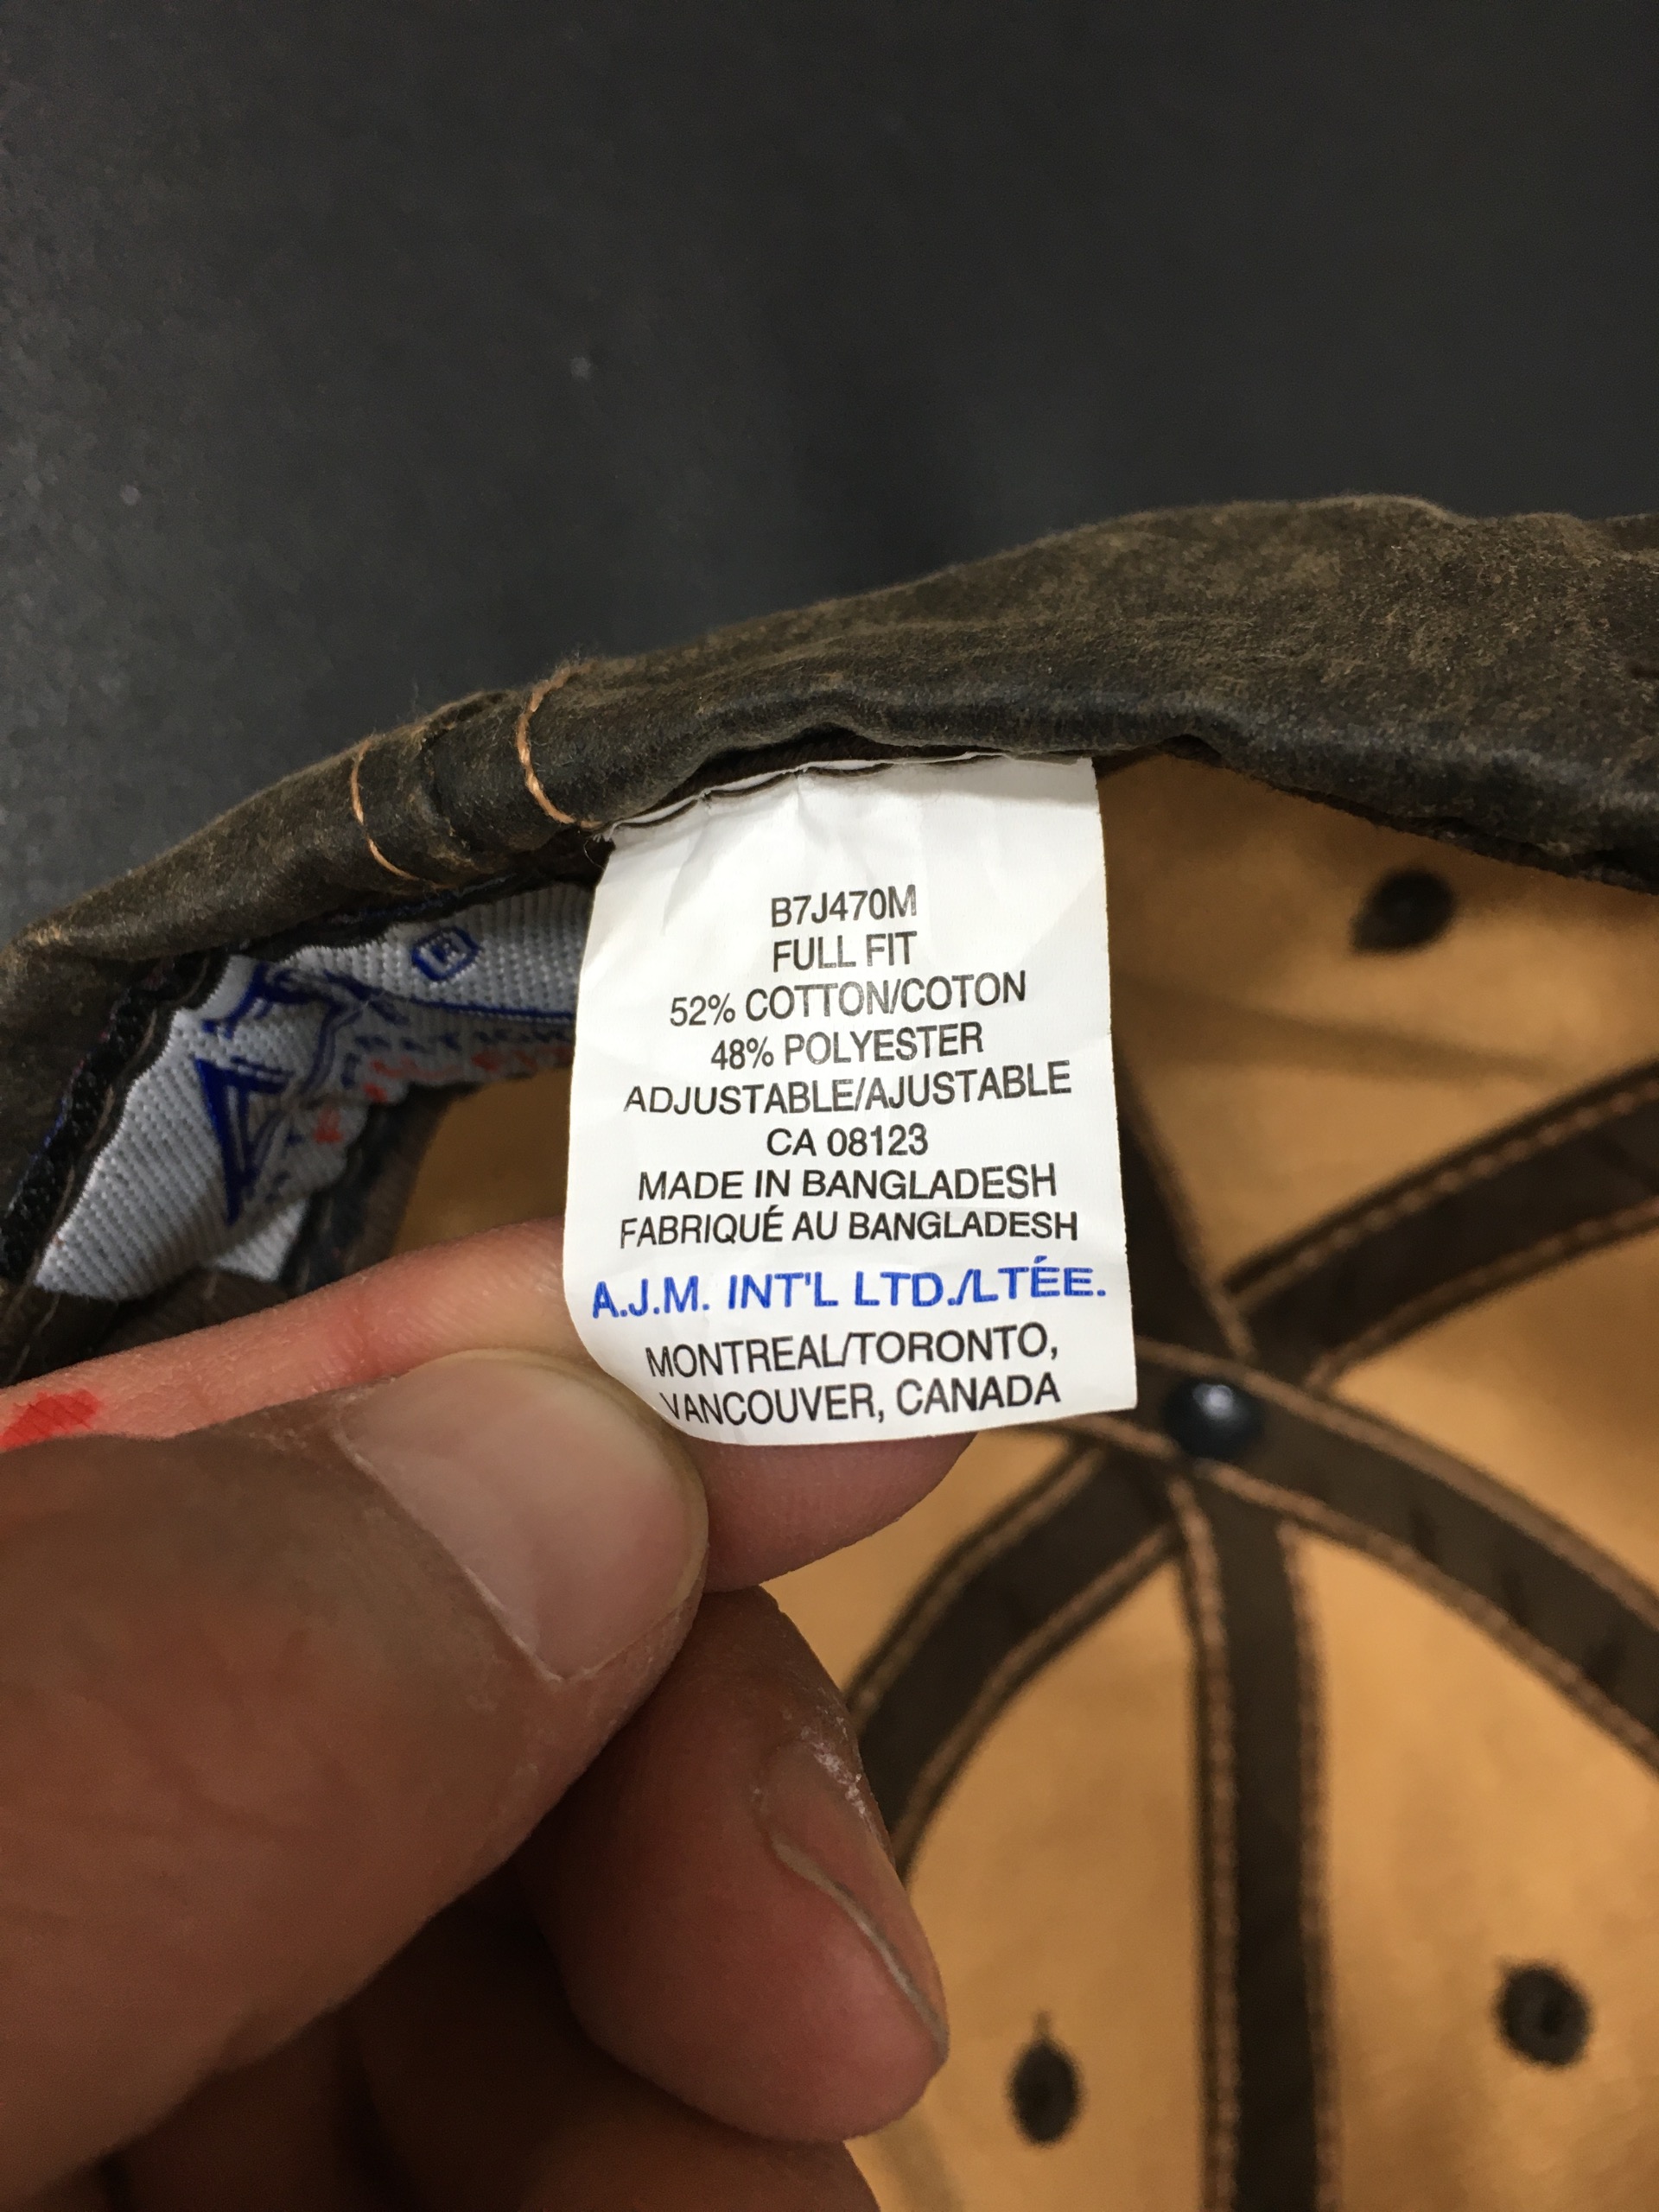 B7J470M
FULL FIT
52% COTTON/COTON
48% POLYESTER
ADJUSTABLE/AJUSTABLE
CA 08123
MADE IN BANGLADESH
FABRIQUÉ AU BANGLADESH
A.J.M. INT'L LTD./LTÉE.
MONTREAL/TORONTO,
VANCOUVER, CANADA